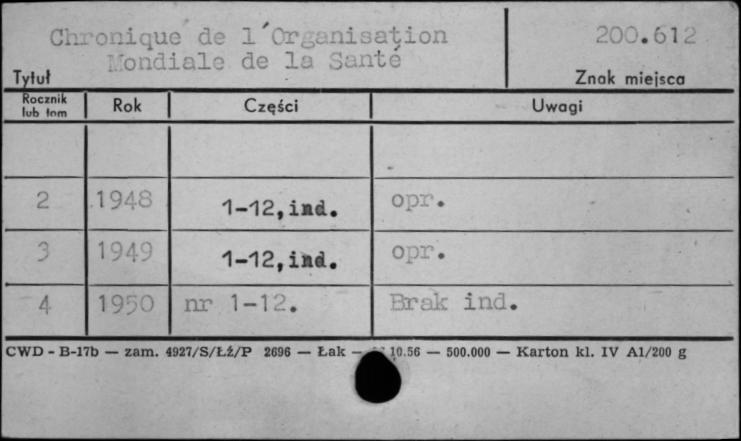 Chronique de l'Organisation
Mondiale de la Santé
200.612
Tytuł
Znak miejsca
Rocznik lub tom Rok Części Uwagi
2 1948 1-12, ind. opr.
3 1949 1-12, ind. opr.
4 1950 nr 1-12. Brak ind.
CWD - B-17b — zam. 4927/S/Łź/P 2696 — Łak — 10.56 — 500.000 — Karton kl. IV A1/200 g